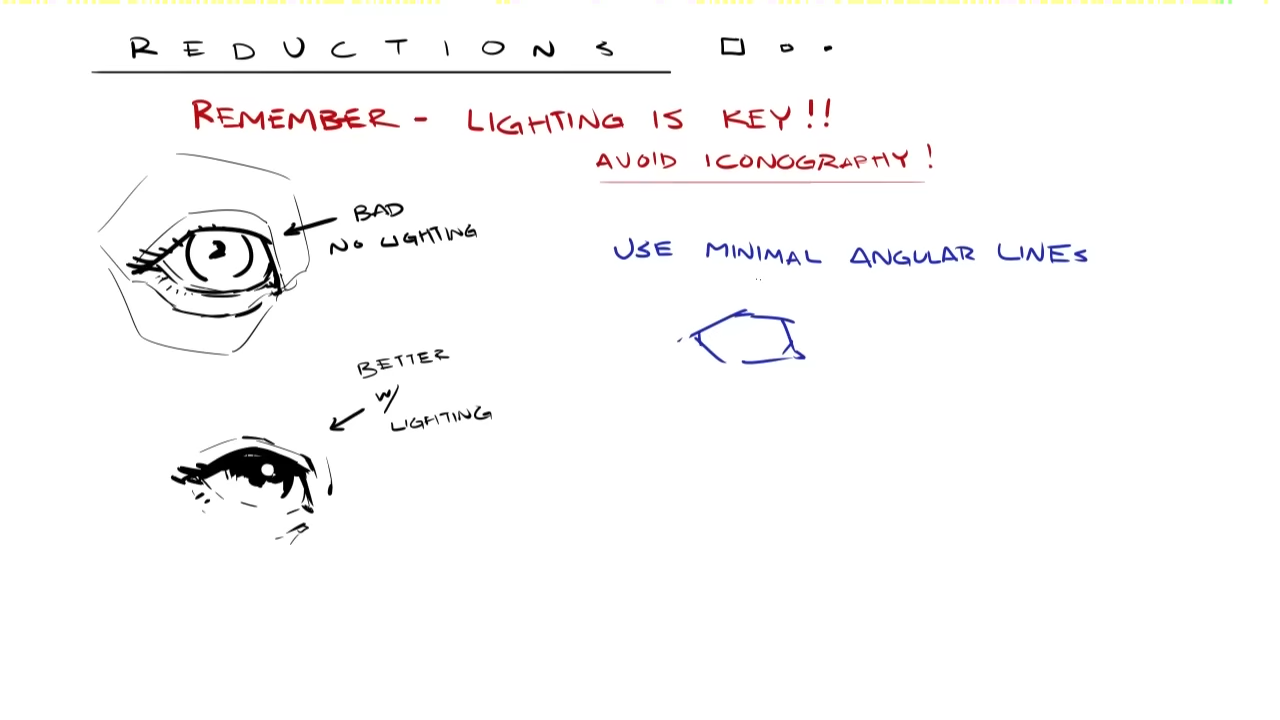 REDUCTIONS
REMEMBER - LIGHTING IS KEY!!
AVOID ICONOGRAPHY!
BAD
NO LIGHTING
USE MINIMAL ANGULAR LINES
BETTER
W/
LIGHTING